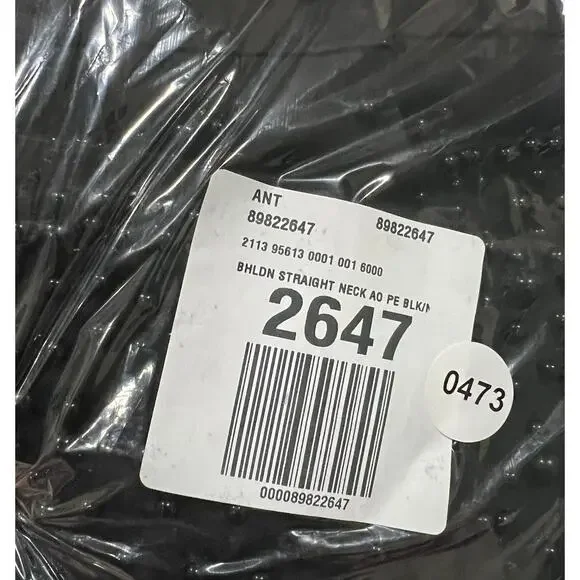 ANT
89822647 89822647
2113 95613 0001 001 6000
BHLDN STRAIGHT NECK AO PE BLK/N
2647
0473
000089822647